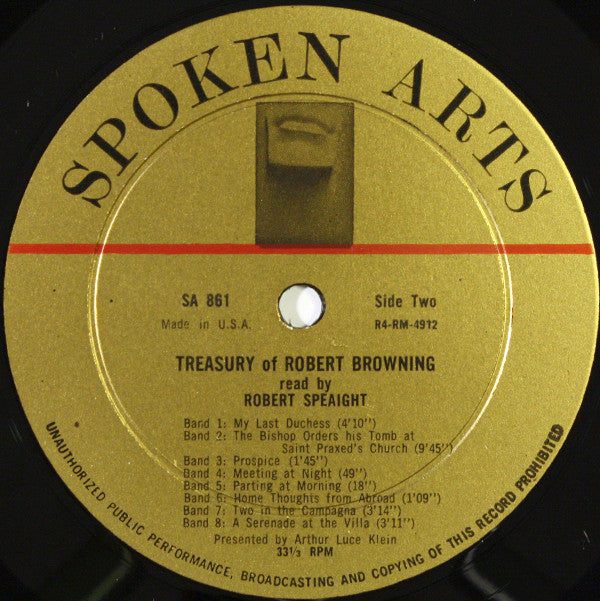 SPOKEN ARTS
SA 861
Side Two
Made in U.S.A.
R4-RM-4912
TREASURY of ROBERT BROWNING
read by
ROBERT SPEAIGHT
Band 1: My Last Duchess (4'10'')
Band 2: The Bishop Orders his Tomb at
Saint Praxed's Church (9'45'')
Band 3: Prospice (1'45'')
Band 4: Meeting at Night (49'')
Band 5: Parting at Morning (18'')
Band 6: Home Thoughts from Abroad (1'09'')
Band 7: Two in the Campagna (3'14'')
Band 8: A Serenade at the Villa (3'11'')
Presented by Arthur Luce Klein
33⅓ RPM
UNAUTHORIZED PUBLIC PERFORMANCE, BROADCASTING AND COPYING OF THIS RECORD PROHIBITED